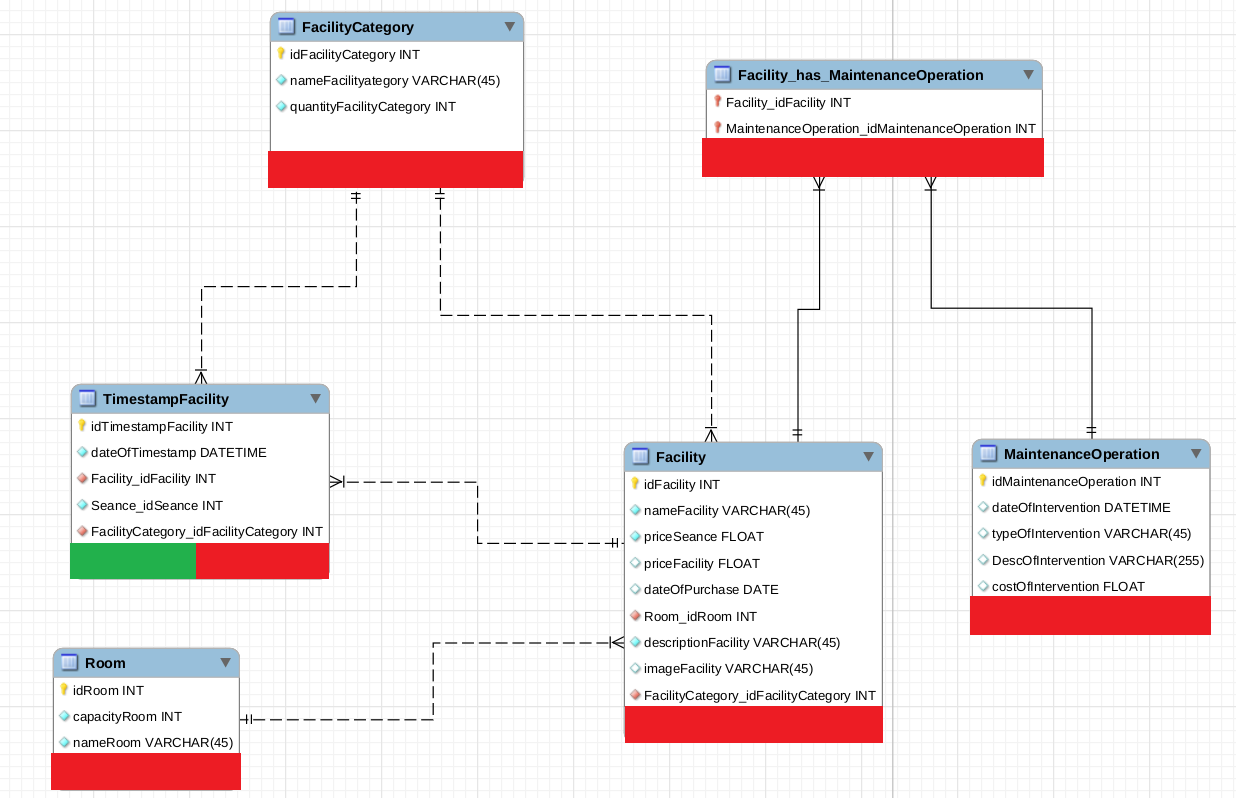 FacilityCategory
idFacilityCategory INT
nameFacilityategory VARCHAR(45)
quantityFacilityCategory INT
Facility_has_MaintenanceOperation
Facility_idFacility INT
MaintenanceOperation_idMaintenanceOperation INT
TimestampFacility
idTimestampFacility INT
dateOfTimestamp DATETIME
Facility_idFacility INT
Seance_idSeance INT
FacilityCategory_idFacilityCategory INT
Facility
idFacility INT
nameFacility VARCHAR(45)
priceSeance FLOAT
priceFacility FLOAT
dateOfPurchase DATE
Room_idRoom INT
descriptionFacility VARCHAR(45)
imageFacility VARCHAR(45)
FacilityCategory_idFacilityCategory INT
MaintenanceOperation
idMaintenanceOperation INT
dateOfIntervention DATETIME
typeOfIntervention VARCHAR(45)
DescOfIntervention VARCHAR(255)
costOfIntervention FLOAT
Room
idRoom INT
capacityRoom INT
nameRoom VARCHAR(45)